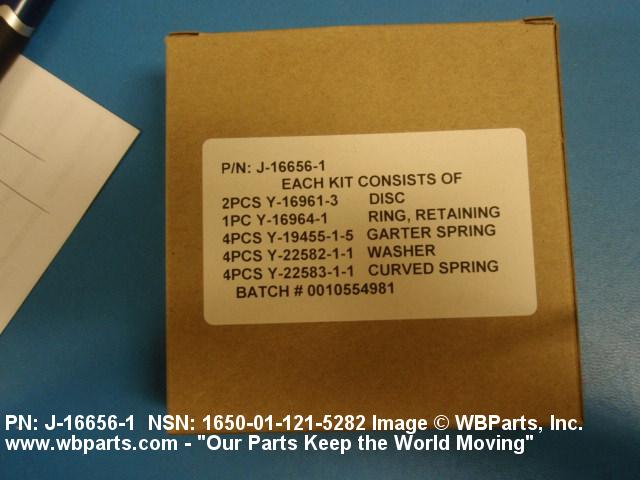 P/N: J-16656-1
EACH KIT CONSISTS OF
2PCS Y-16961-3 DISC
1PC Y-16964-1 RING, RETAINING
4PCS Y-19455-1-5 GARTER SPRING
4PCS Y-22582-1-1 WASHER
4PCS Y-22583-1-1 CURVED SPRING
BATCH # 0010554981
PN: J-16656-1 NSN: 1650-01-121-5282 Image © WBParts, Inc.
www.wbparts.com - "Our Parts Keep the World Moving"